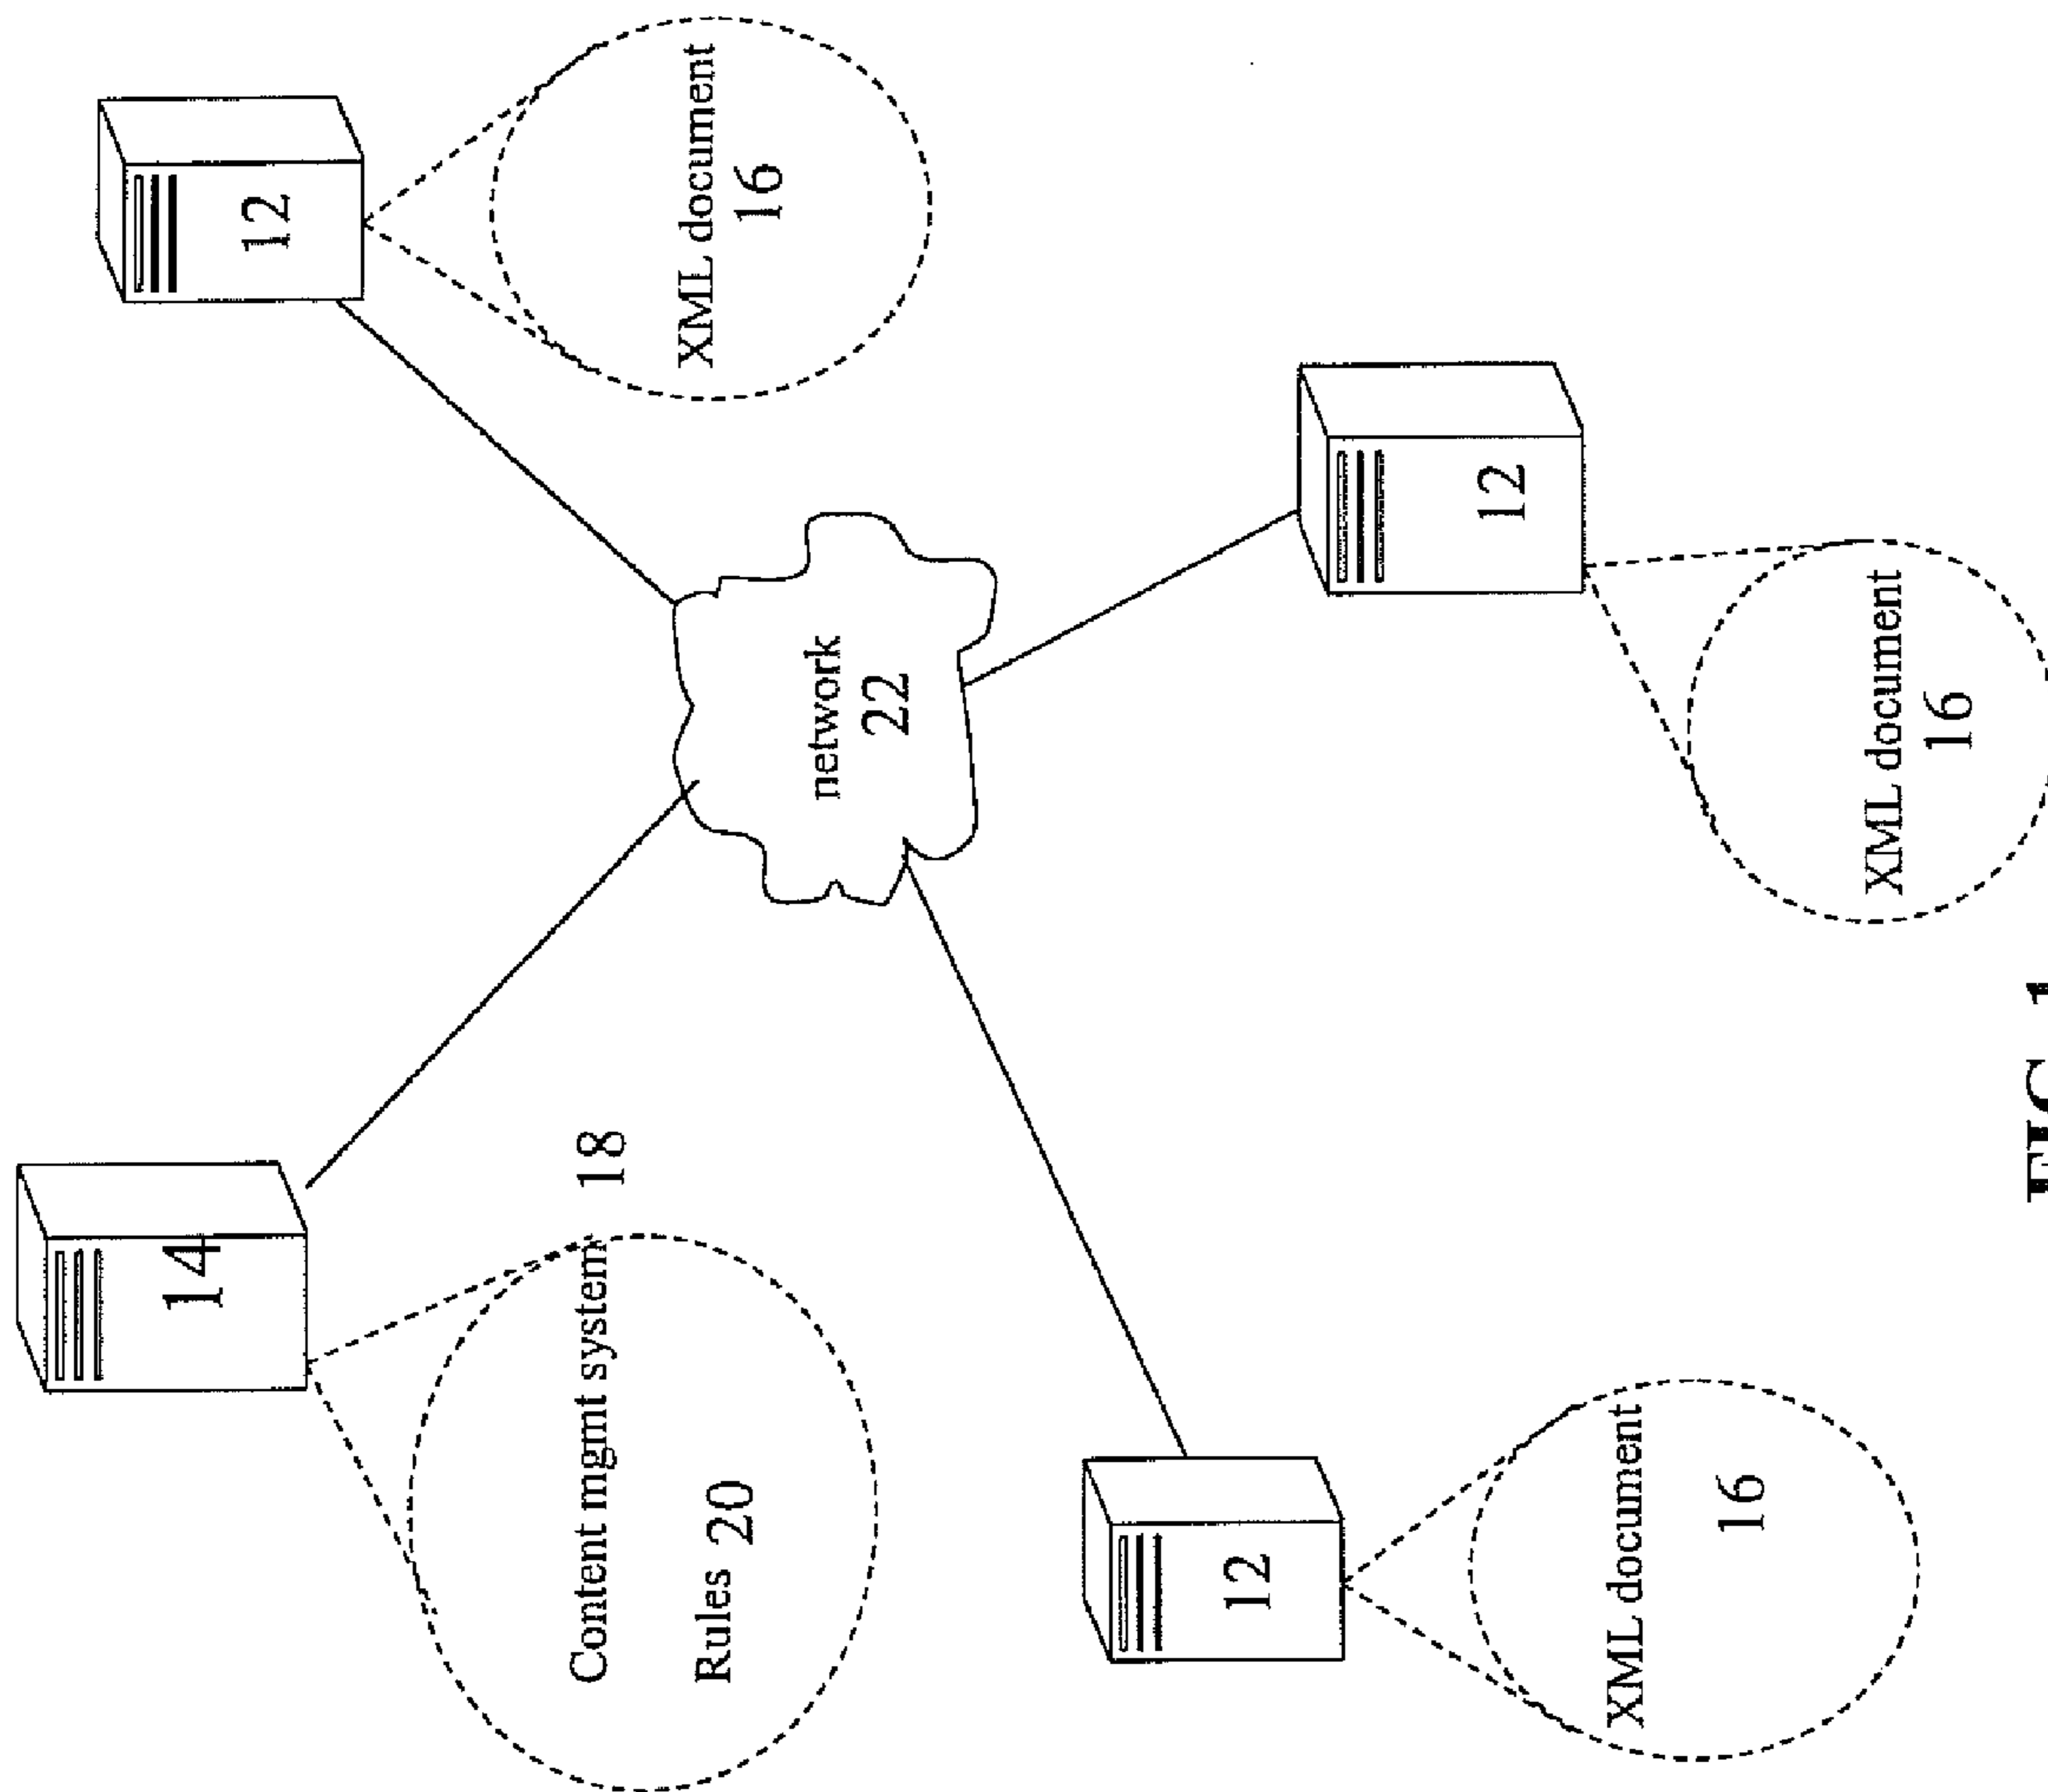 14
12
Content mgmt system 18
Rules 20
XML document
16
network
22
12
XML document
16
12
XML document
16
FIG 1